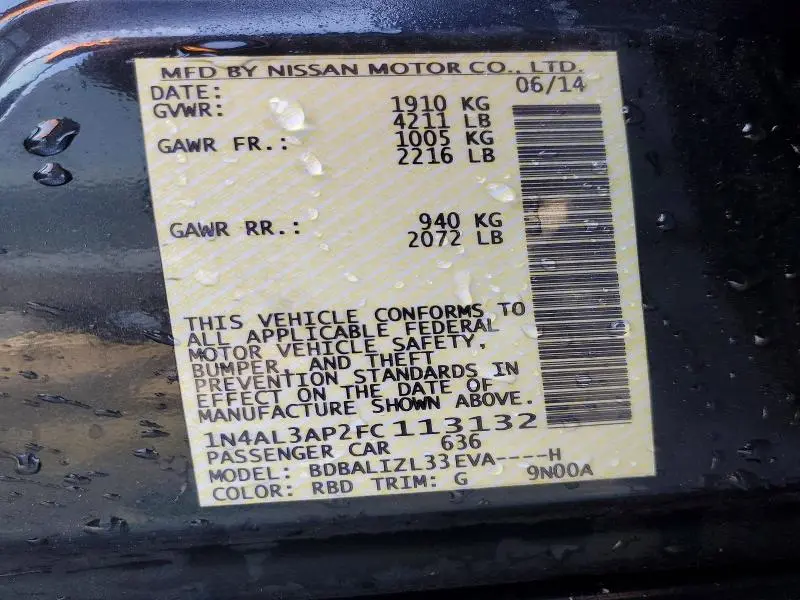 MFD BY NISSAN MOTOR CO., LTD.
DATE: 06/14
GVWR: 1910 KG
4211 LB
GAWR FR.: 1005 KG
2216 LB
GAWR RR.: 940 KG
2072 LB
THIS VEHICLE CONFORMS TO
ALL APPLICABLE FEDERAL
MOTOR VEHICLE SAFETY,
BUMPER, AND THEFT
PREVENTION STANDARDS IN
EFFECT ON THE DATE OF
MANUFACTURE SHOWN ABOVE.
1N4AL3AP2FC113132
PASSENGER CAR 636
MODEL: BDBALIZL33EVA----H
COLOR: RBD TRIM: G 9N00A